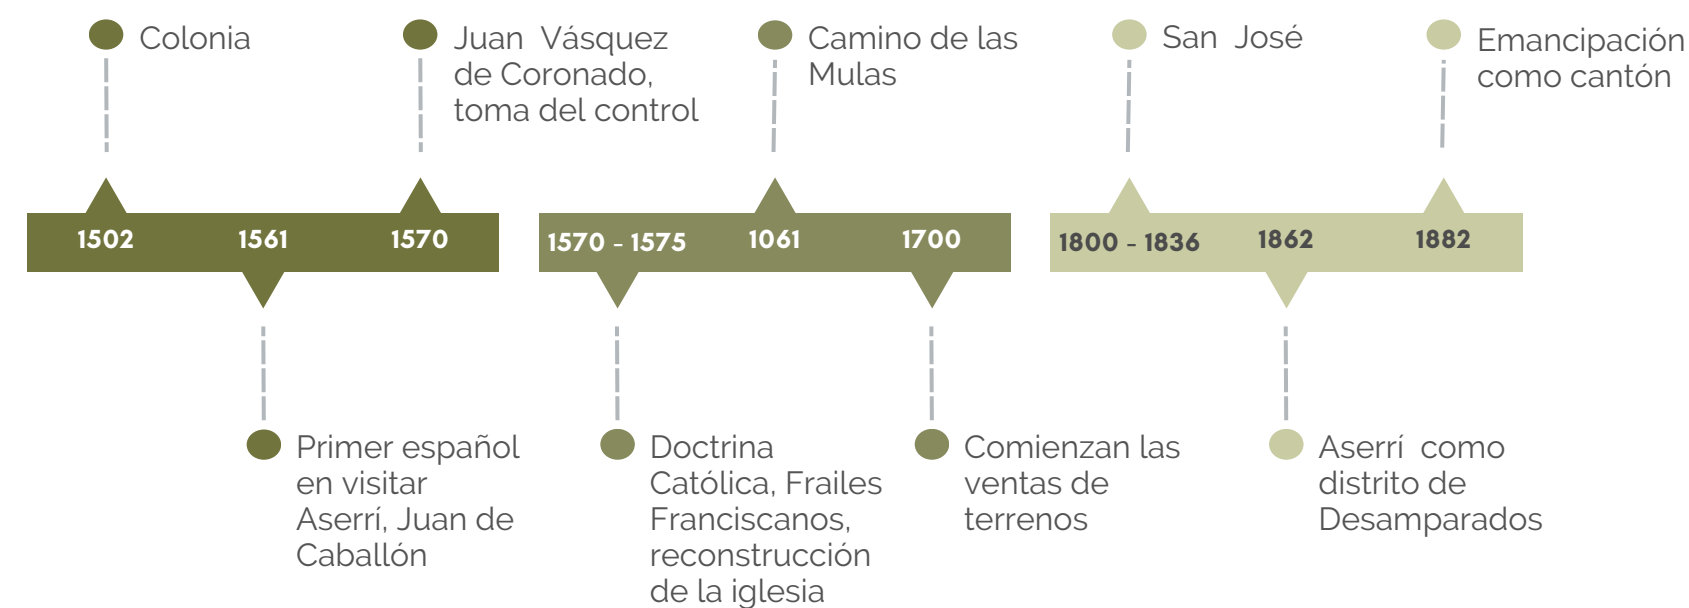 Colonia
Juan Vásquez
de Coronado,
toma del control
Camino de las
Mulas
San José
Emancipación
como cantón
1502
1561
1570
1570 - 1575
1061
1700
1800 - 1836
1862
1882
Primer español
en visitar
Aserrí, Juan de
Caballón
Doctrina
Católica, Frailes
Franciscanos,
reconstrucción
de la iglesia
Comienzan las
ventas de
terrenos
Aserrí como
distrito de
Desamparados